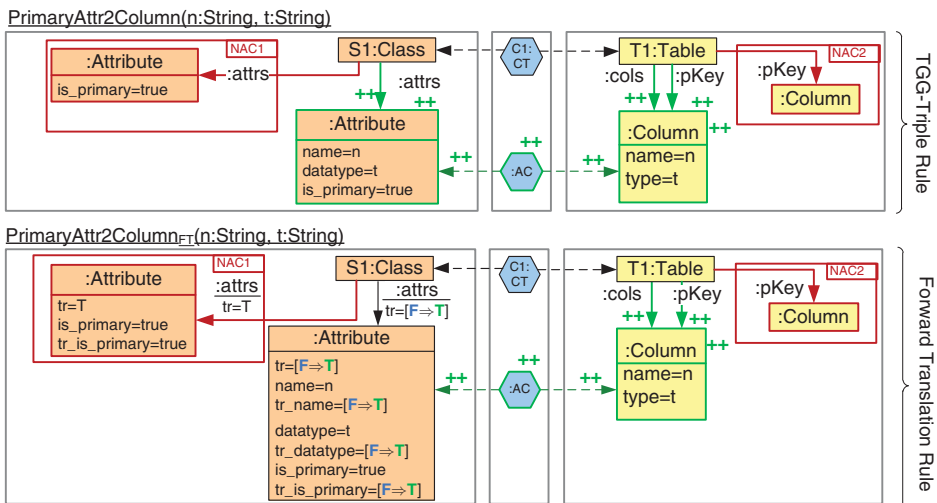 PrimaryAttr2Column(n:String, t:String)
NAC1
:Attribute
is_primary=true
:attrs
S1:Class
:attrs
++
++
:Attribute
name=n
datatype=t
is_primary=true
++
C1:
CT
++
:AC
T1:Table
:cols
:pKey
++
++
:Column
++
name=n
type=t
++
NAC2
:pKey
:Column
TGG-Triple Rule
PrimaryAttr2ColumnFT(n:String, t:String)
NAC1
:Attribute
tr=T
is_primary=true
tr_is_primary=true
:attrs
tr=T
S1:Class
:attrs
tr=[F⇒T]
:Attribute
tr=[F⇒T]
name=n
tr_name=[F⇒T]
datatype=t
tr_datatype=[F⇒T]
is_primary=true
tr_is_primary=[F⇒T]
++
C1:
CT
++
:AC
T1:Table
:cols
:pKey
++
++
:Column
++
name=n
type=t
++
NAC2
:pKey
:Column
Forward Translation Rule